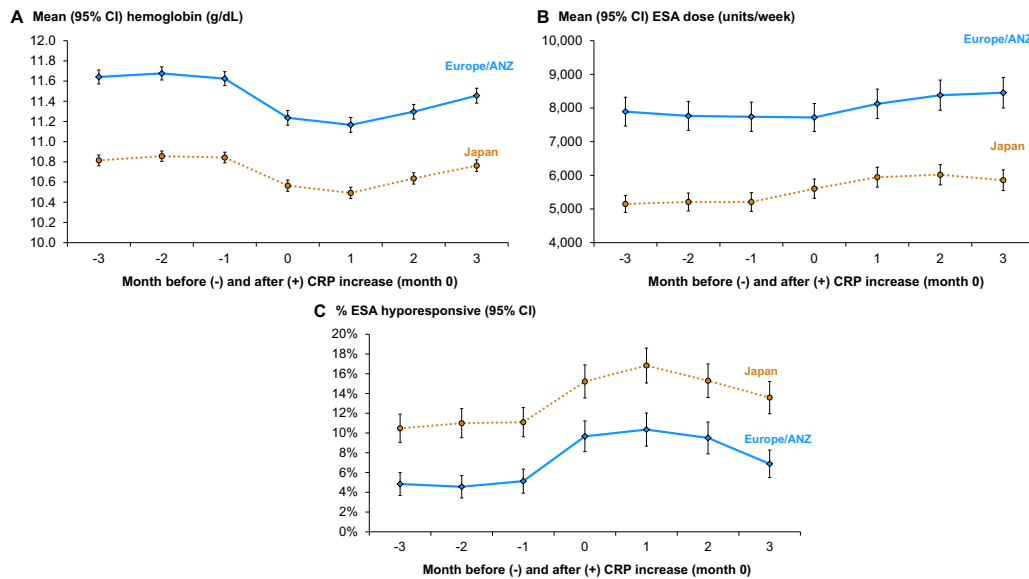 A Mean (95% CI) hemoglobin (g/dL)
12.0
11.8
11.6
11.4
11.2
11.0
10.8
10.6
10.4
10.2
10.0
Europe/ANZ
Japan
-3 -2 -1 0 1 2 3
Month before (-) and after (+) CRP increase (month 0)
B Mean (95% CI) ESA dose (units/week)
10,000
9,000
8,000
7,000
6,000
5,000
4,000
Europe/ANZ
Japan
-3 -2 -1 0 1 2 3
Month before (-) and after (+) CRP increase (month 0)
C % ESA hyporesponsive (95% CI)
20%
18%
16%
14%
12%
10%
8%
6%
4%
2%
0%
Japan
Europe/ANZ
-3 -2 -1 0 1 2 3
Month before (-) and after (+) CRP increase (month 0)